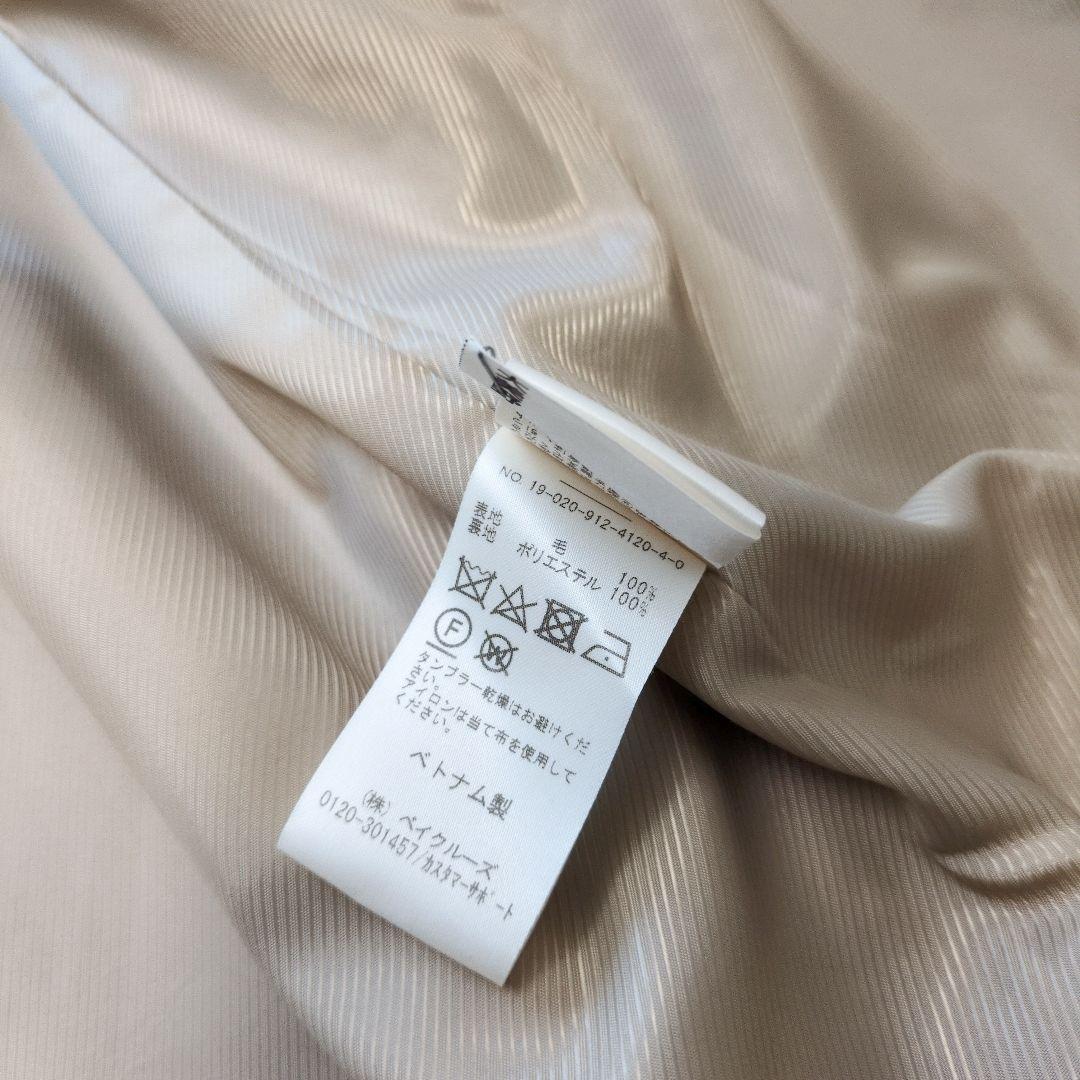 NO. 19-020-912-4120-4-0
表地 毛 100%
裏地 ポリエステル 100%
F
W
タンブラー乾燥はお避けくだ
さい。
アイロンは当て布を使用して
ください。
ベトナム製
(株) ベイクルーズ
0120-301457/カスタマーサポート